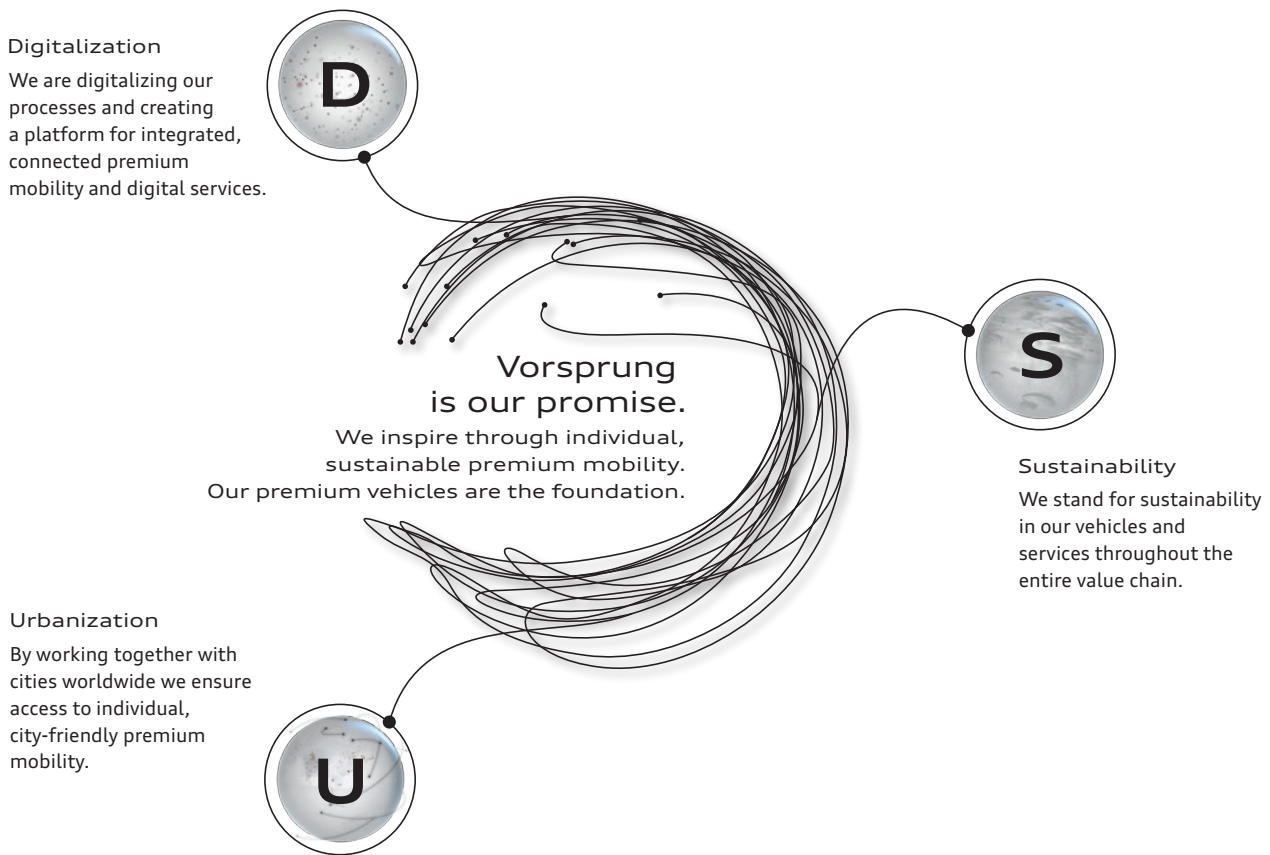 Digitalization
We are digitalizing our
processes and creating
a platform for integrated,
connected premium
mobility and digital services.
D
Vorsprung
is our promise.
We inspire through individual,
sustainable premium mobility.
Our premium vehicles are the foundation.
S
Sustainability
We stand for sustainability
in our vehicles and
services throughout the
entire value chain.
Urbanization
By working together with
cities worldwide we ensure
access to individual,
city-friendly premium
mobility.
U